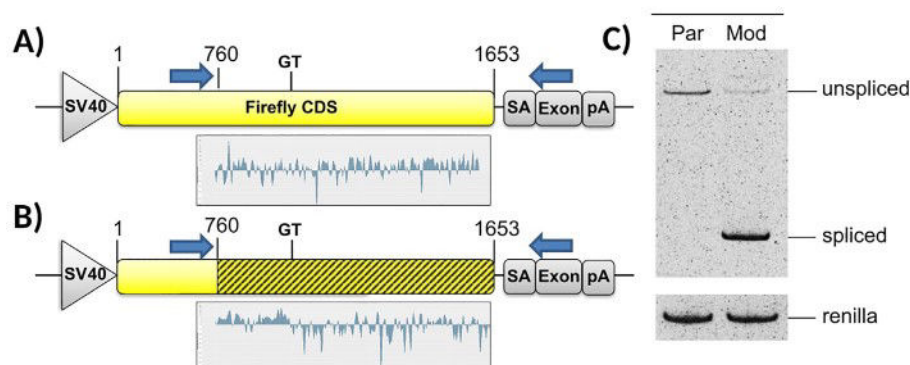 A)
1
760
GT
1653
SV40
Firefly CDS
SA
Exon
pA
B)
1
760
GT
1653
SV40
SA
Exon
pA
C)
Par Mod
unspliced
spliced
renilla